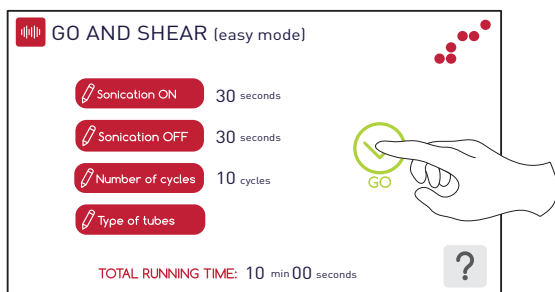 GO AND SHEAR (easy mode)
Sonication ON 30 seconds
Sonication OFF 30 seconds
Number of cycles 10 cycles
Type of tubes
GO
TOTAL RUNNING TIME: 10 min 00 seconds
?